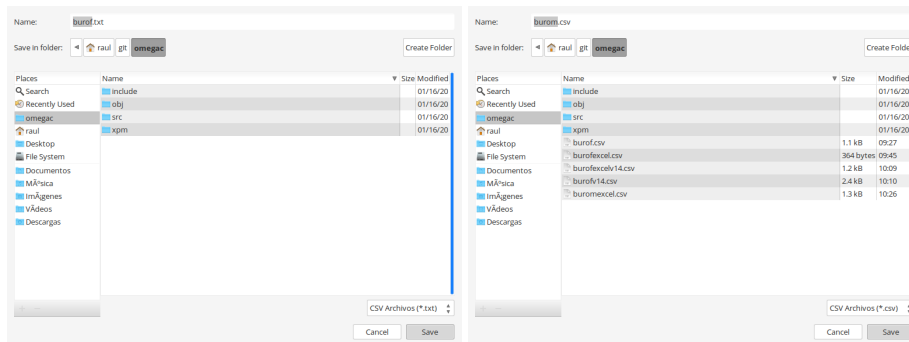 Name: burof.txt
Save in folder: raul git omegac Create Folder
Places Name Size Modified
Search include 01/16/20
Recently Used obj 01/16/20
omegac src 01/16/20
raul xpm 01/16/20
Desktop
File System
Documentos
MÃºsica
ImÃ¡genes
VÃ­deos
Descargas
CSV Archivos (*.txt)
Cancel Save
Name: burom.csv
Save in folder: raul git omegac Create Folder
Places Name Size Modified
Search include 01/16/20
Recently Used obj 01/16/20
omegac src 01/16/20
raul xpm 01/16/20
Desktop burof.csv 1.1 kB 09:27
File System burofexcel.csv 364 bytes 09:45
Documentos burofexcelv14.csv 1.2 kB 10:09
MÃºsica burofv14.csv 2.4 kB 10:10
ImÃ¡genes buromexcel.csv 1.3 kB 10:26
VÃ­deos
Descargas
CSV Archivos (*.csv)
Cancel Save